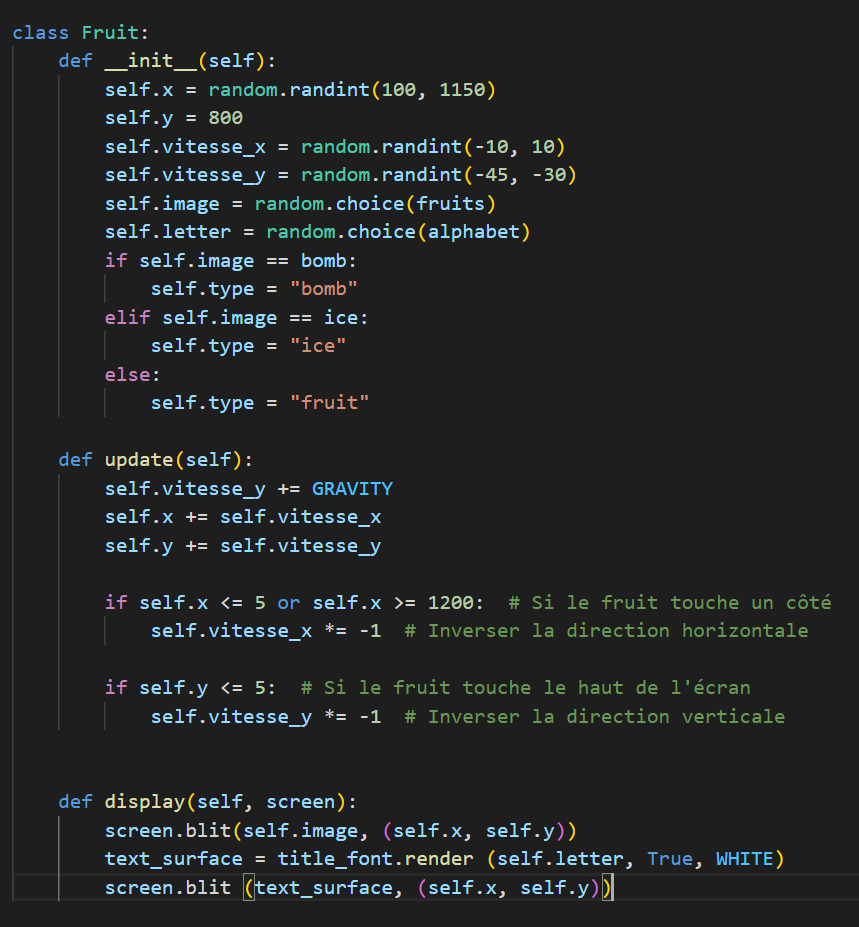 class Fruit:
    def __init__(self):
        self.x = random.randint(100, 1150)
        self.y = 800
        self.vitesse_x = random.randint(-10, 10)
        self.vitesse_y = random.randint(-45, -30)
        self.image = random.choice(fruits)
        self.letter = random.choice(alphabet)
        if self.image == bomb:
            self.type = "bomb"
        elif self.image == ice:
            self.type = "ice"
        else:
            self.type = "fruit"

    def update(self):
        self.vitesse_y += GRAVITY
        self.x += self.vitesse_x
        self.y += self.vitesse_y

        if self.x <= 5 or self.x >= 1200:  # Si le fruit touche un côté
            self.vitesse_x *= -1  # Inverser la direction horizontale

        if self.y <= 5:  # Si le fruit touche le haut de l'écran
            self.vitesse_y *= -1  # Inverser la direction verticale


    def display(self, screen):
        screen.blit(self.image, (self.x, self.y))
        text_surface = title_font.render (self.letter, True, WHITE)
        screen.blit (text_surface, (self.x, self.y))